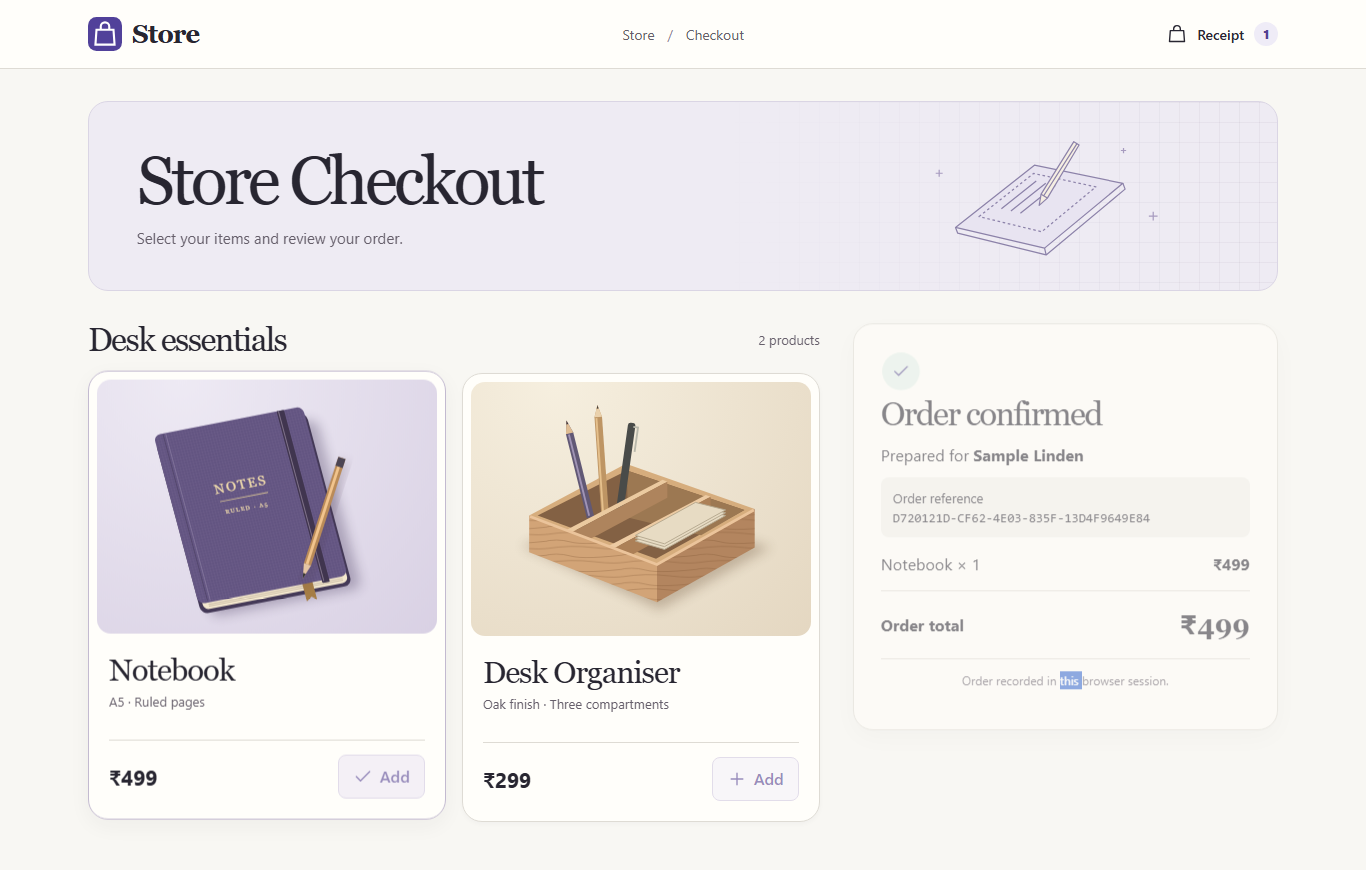 Store
Store / Checkout
Receipt 1
Store Checkout
Select your items and review your order.
Desk essentials
2 products
NOTES
RULED · A5
Notebook
A5 · Ruled pages
₹499
Add
Desk Organiser
Oak finish · Three compartments
₹299
Add
Order confirmed
Prepared for Sample Linden
Order reference
D720121D-CF62-4E03-835F-13D4F9649E84
Notebook × 1 ₹499
Order total ₹499
Order recorded in this browser session.